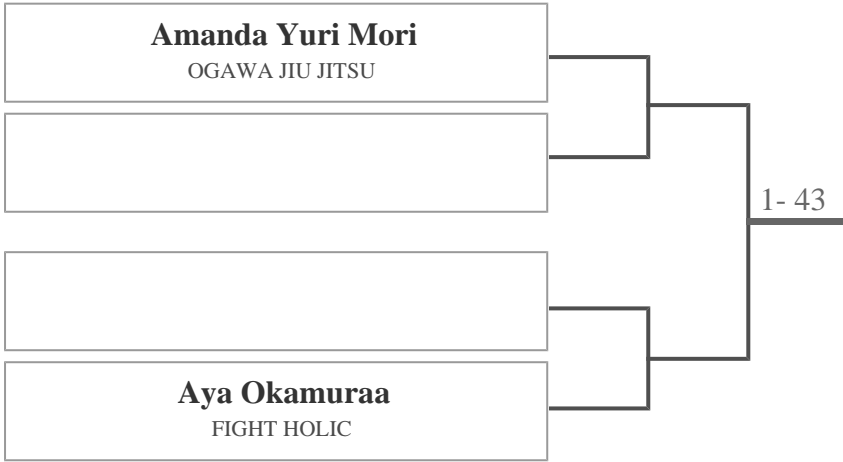 Amanda Yuri Mori
OGAWA JIU JITSU
1- 43
Aya Okamuraa
FIGHT HOLIC